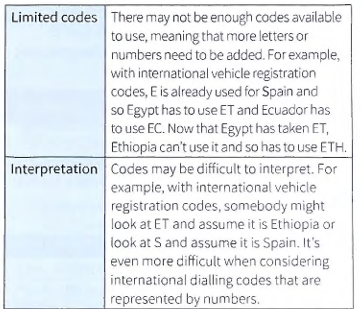 Limited codes
There may not be enough codes available
to use, meaning that more letters or
numbers need to be added. For example,
with international vehicle registration
codes, E is already used for Spain and
so Egypt has to use ET and Ecuador has
to use EC. Now that Egypt has taken ET,
Ethiopia can't use it and so has to use ETH.
Interpretation
Codes may be difficult to interpret. For
example, with international vehicle
registration codes, somebody might
look at ET and assume it is Ethiopia or
look at S and assume it is Spain. It's
even more difficult when considering
international dialling codes that are
represented by numbers.